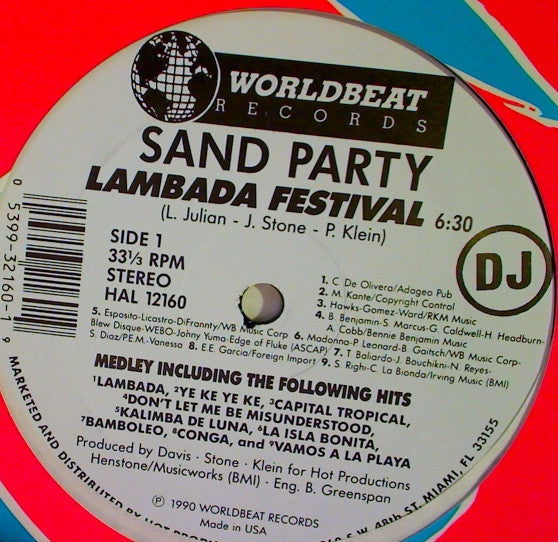 WORLDBEAT
RECORDS
SAND PARTY
LAMBADA FESTIVAL 6:30
(L. Julian - J. Stone - P. Klein)
SIDE 1
33⅓ RPM
STEREO
HAL 12160
DJ
0 5399-32160-1 9
1. C. De Olivera/Adageo Pub
2. M. Kante/Copyright Control
3. Hawks-Gomez-Ward/RKM Music
4. B. Benjamin-S. Marcus-G. Caldwell-H. Headburn-
A. Cobb/Bennie Benjamin Music
5. Esposito-Licastro-DiFrannty/WB Music Corp 6. Madonna-P Leonard-B. Gaitsch/WB Music Corp-
Blew Disque-WEBO-Johny Yuma-Edge of Fluke (ASCAP)/ 7. T Baliardo-J. Bouchikni-N. Reyes-
S. Diaz/P.E.M.-Vanessa 8. E.E. Garcia/Foreign Import 9. S. Righi-C. La Bionda/Irving Music (BMI)
MEDLEY INCLUDING THE FOLLOWING HITS
1LAMBADA, 2YE KE YE KE, 3CAPITAL TROPICAL,
4DON'T LET ME BE MISUNDERSTOOD,
5KALIMBA DE LUNA, 6LA ISLA BONITA,
7BAMBOLEO, 8CONGA, and 9VAMOS A LA PLAYA
Produced by Davis - Stone - Klein for Hot Productions
Henstone/Musicworks (BMI) - Eng. B. Greenspan
℗ 1990 WORLDBEAT RECORDS
Made in USA
MARKETED AND DISTRIBUTED BY HOT S.W. 48th ST. MIAMI, FL 33155